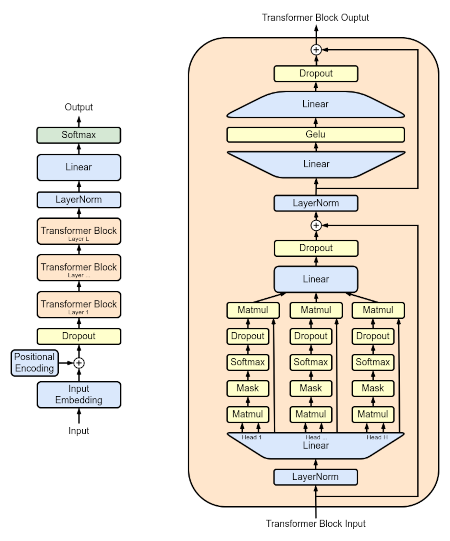 Output
Softmax
Linear
LayerNorm
Transformer Block
Layer L
Transformer Block
Layer ...
Transformer Block
Layer 1
Dropout
Positional
Encoding
Input
Embedding
Input
Transformer Block Ouptut
Dropout
Linear
Gelu
Linear
LayerNorm
Dropout
Linear
Matmul Matmul Matmul
Dropout Dropout Dropout
Softmax Softmax Softmax
Mask Mask Mask
Matmul Matmul Matmul
Head 1 Head ... Head H
Linear
LayerNorm
Transformer Block Input